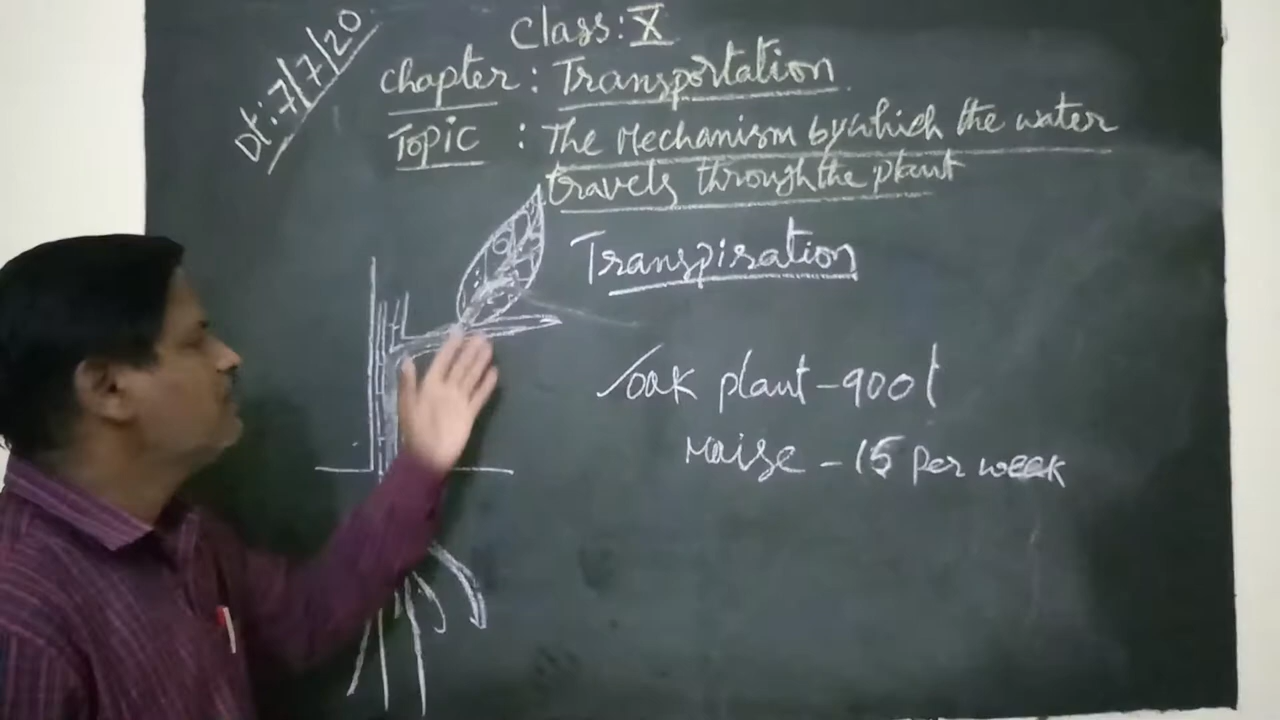 Dt: 7/7/20
Class: X
Chapter : Transportation
Topic : The Mechanism by which the water
travels through the plant
Transpiration
oak plant - 900 l
Maize - 15 per week